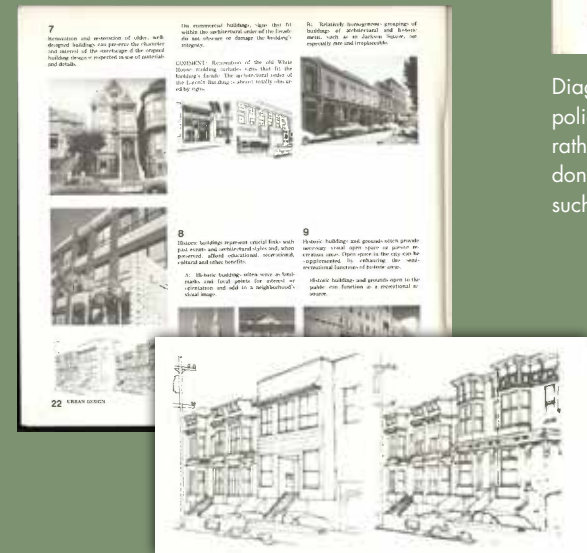 7
Restoration and restoration of older, well-
designed buildings can preserve the character
and interest of the streetscape if the original
building design is respected in use of materials
and details.
On commercial buildings, signs that fit
within the architectural order of the facade
do not obscure or damage the building's
integrity.
COMMENT: Restoration of the old White
House building includes signs that fit the
building's facade. The architectural order of
the Lincoln Building is almost totally obscur-
ed by signs.
B: Relatively homogeneous groupings of
buildings of architectural and historic
merit, such as in Jackson Square, are
especially rare and irreplaceable.
8
Historic buildings represent crucial links with
past events and architectural styles and, when
preserved, afford educational, recreational,
cultural and other benefits.
A: Historic buildings often serve as land-
marks and focal points for interest or
orientation and add to a neighborhood's
visual image.
9
Historic buildings and grounds often provide
necessary visual open space or passive re-
creation areas. Open space in the city can be
supplemented by enhancing the semi-
recreational functions of historic areas.
Historic buildings and grounds open to the
public can function as a recreational re-
source.
22 URBAN DESIGN
Diag
poli
rath
don
such